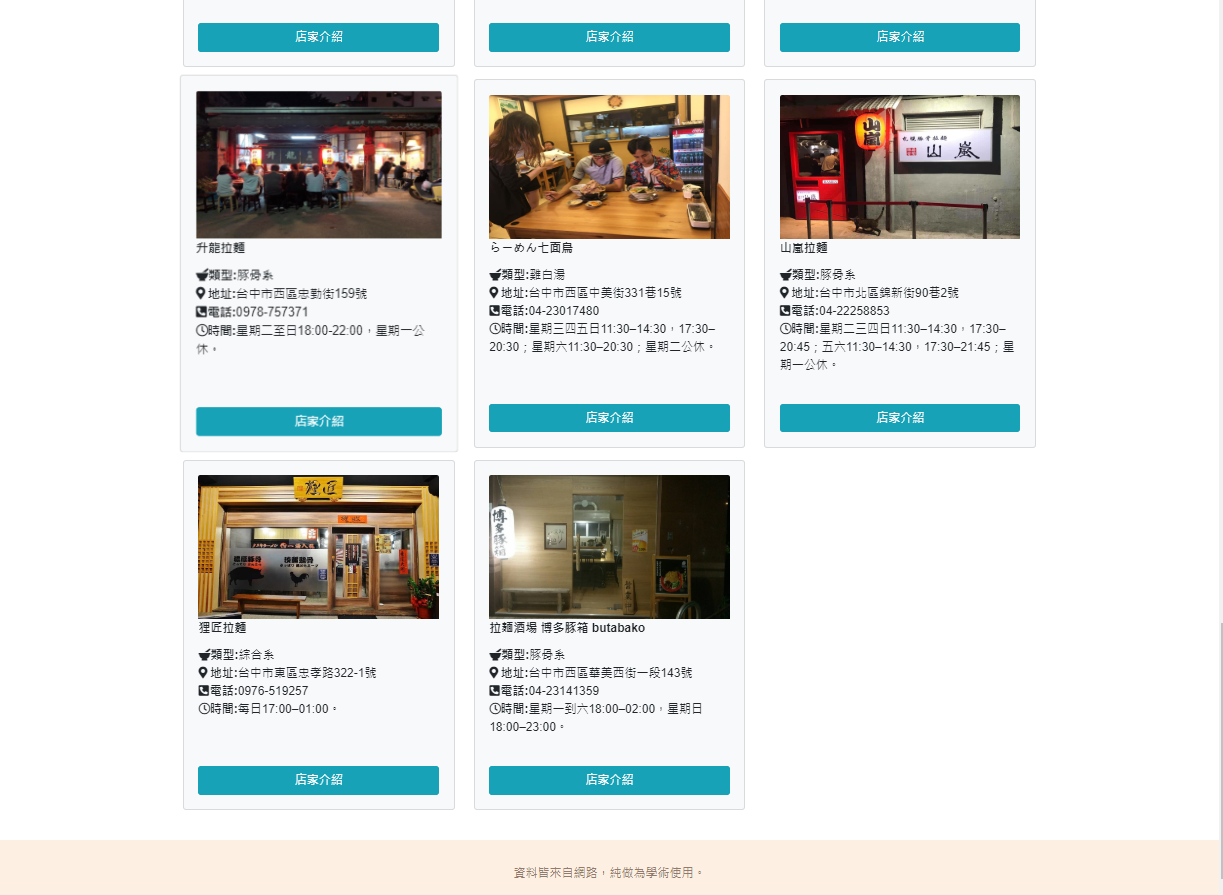 店家介紹
店家介紹
店家介紹
升龍拉麵
類型:豚骨系
地址:台中市西區忠勤街159號
電話:0978-757371
時間:星期二至日18:00-22:00，星期一公
休。
店家介紹
らーめん七面鳥
類型:雞白湯
地址:台中市西區中美街331巷15號
電話:04-23017480
時間:星期三四五日11:30–14:30，17:30–
20:30；星期六11:30–20:30；星期二公休。
店家介紹
山嵐
山嵐
山嵐拉麵
類型:豚骨系
地址:台中市北區錦新街90巷2號
電話:04-22258853
時間:星期二三四日11:30–14:30，17:30–
20:45；五六11:30–14:30，17:30–21:45；星
期一公休。
店家介紹
狸匠
狸匠拉麵
類型:綜合系
地址:台中市東區忠孝路322-1號
電話:0976-519257
時間:每日17:00–01:00。
店家介紹
博多豚箱
拉麵酒場 博多豚箱 butabako
類型:豚骨系
地址:台中市西區華美西街一段143號
電話:04-23141359
時間:星期一到六18:00–02:00，星期日
18:00–23:00。
店家介紹
資料皆來自網路，純做為學術使用。